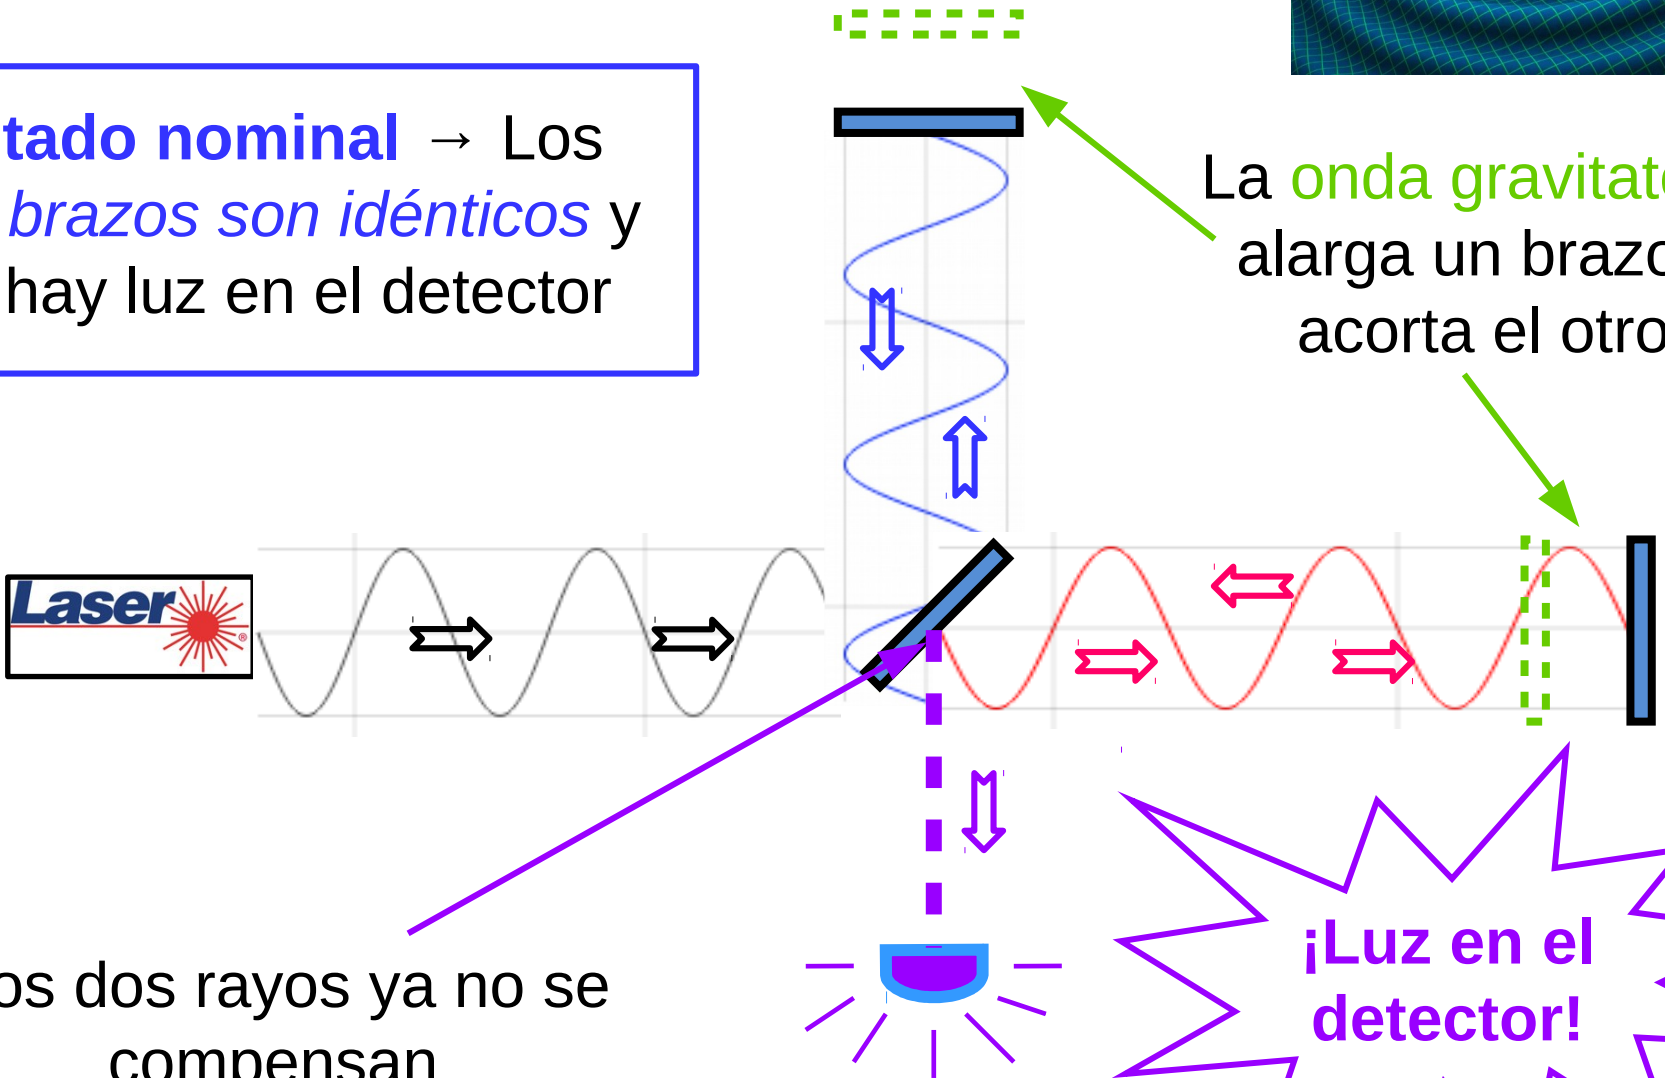 tado nominal → Los
brazos son idénticos y
hay luz en el detector
La onda gravitato
alarga un brazo
acorta el otro
Laser
®
os dos rayos ya no se
compensan
¡Luz en el
detector!